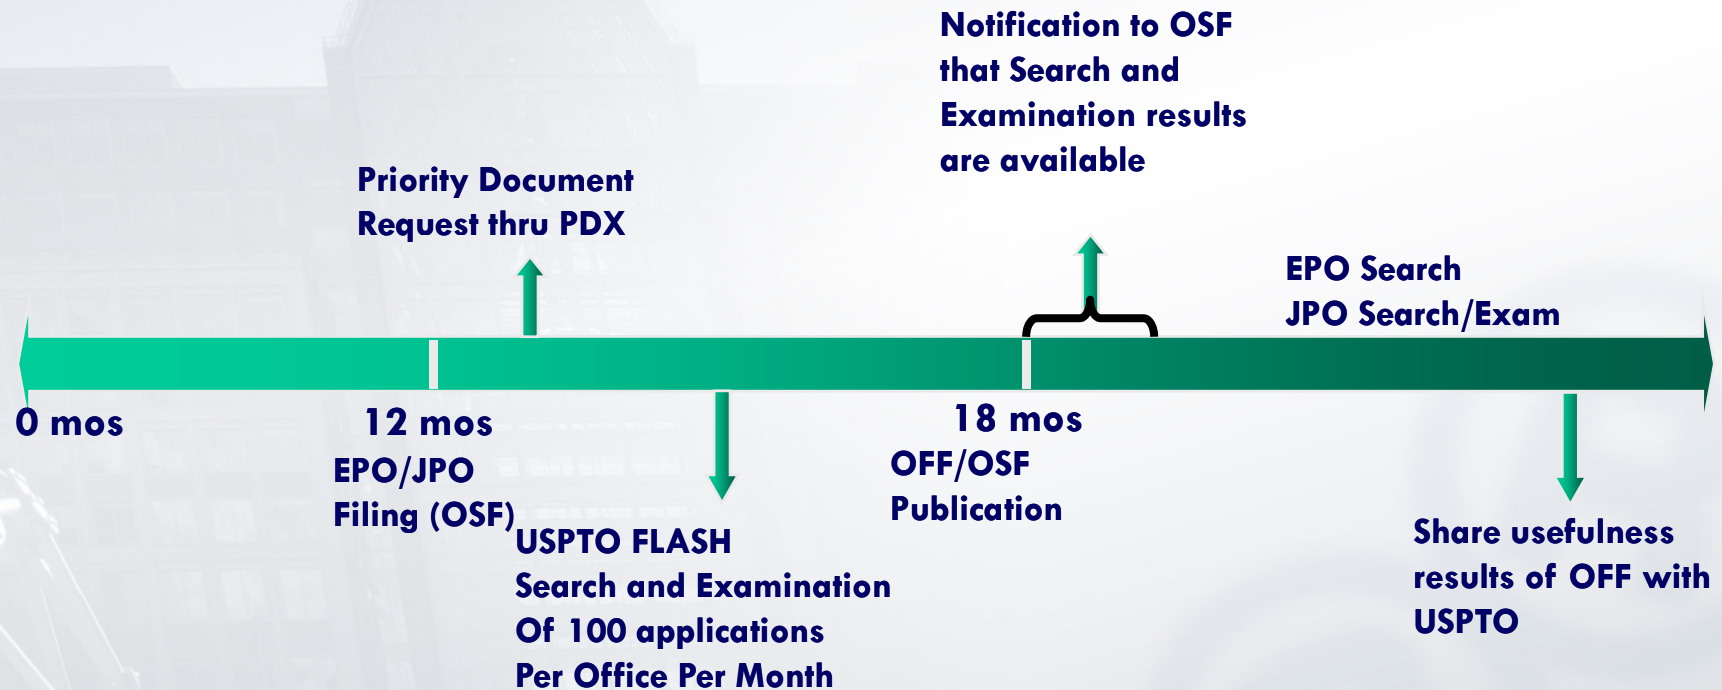 Notification to OSF
that Search and
Examination results
are available
Priority Document
Request thru PDX
EPO Search
JPO Search/Exam
0 mos
12 mos
EPO/JPO
Filing (OSF)
18 mos
OFF/OSF
Publication
USPTO FLASH
Search and Examination
Of 100 applications
Per Office Per Month
Share usefulness
results of OFF with
USPTO